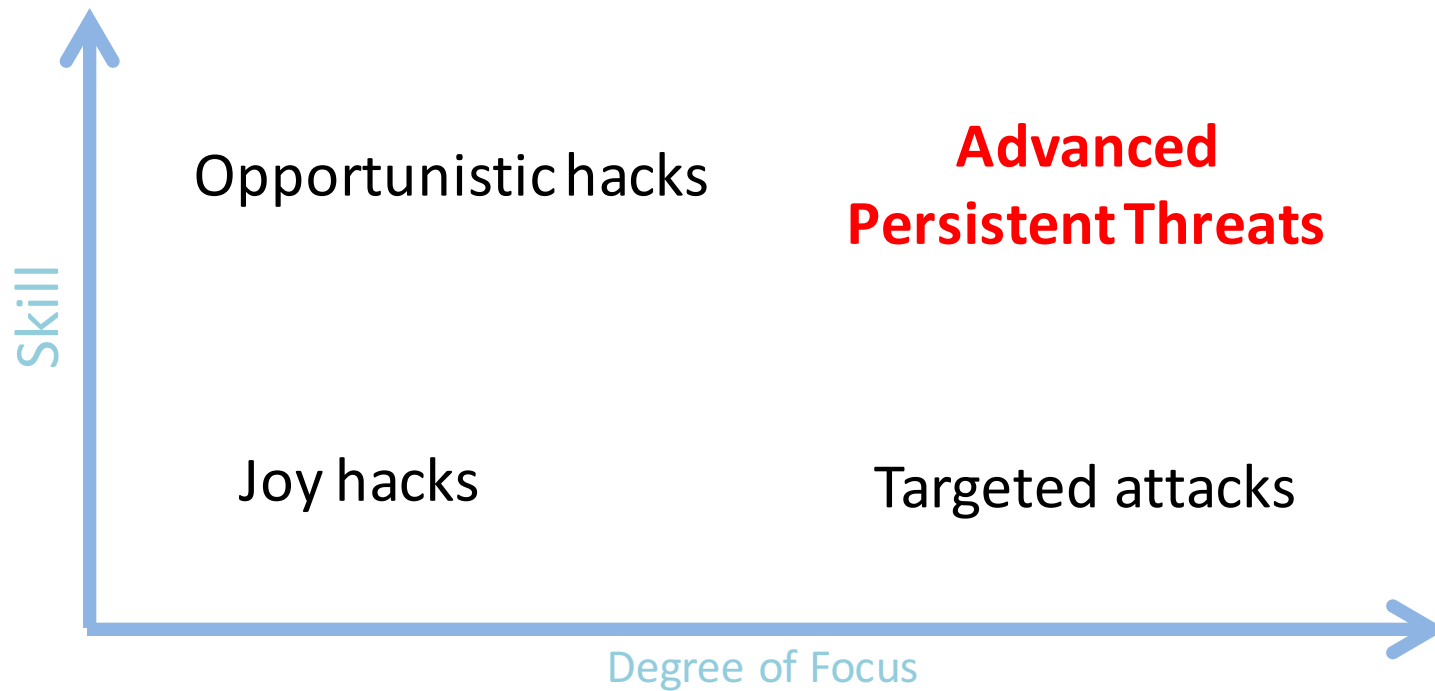 Opportunistic hacks
Advanced
Persistent Threats
Skill
Joy hacks
Targeted attacks
Degree of Focus